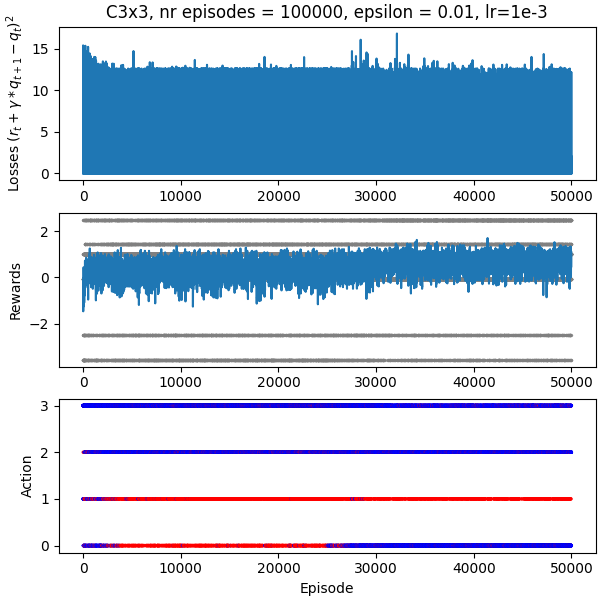 C3x3, nr episodes = 100000, epsilon = 0.01, lr=1e-3
Losses $(r_t + \gamma * q_{t+1} - q_t)^2$
15
10
5
0
0 10000 20000 30000 40000 50000
Rewards
2
0
−2
0 10000 20000 30000 40000 50000
Action
3
2
1
0
0 10000 20000 30000 40000 50000
Episode